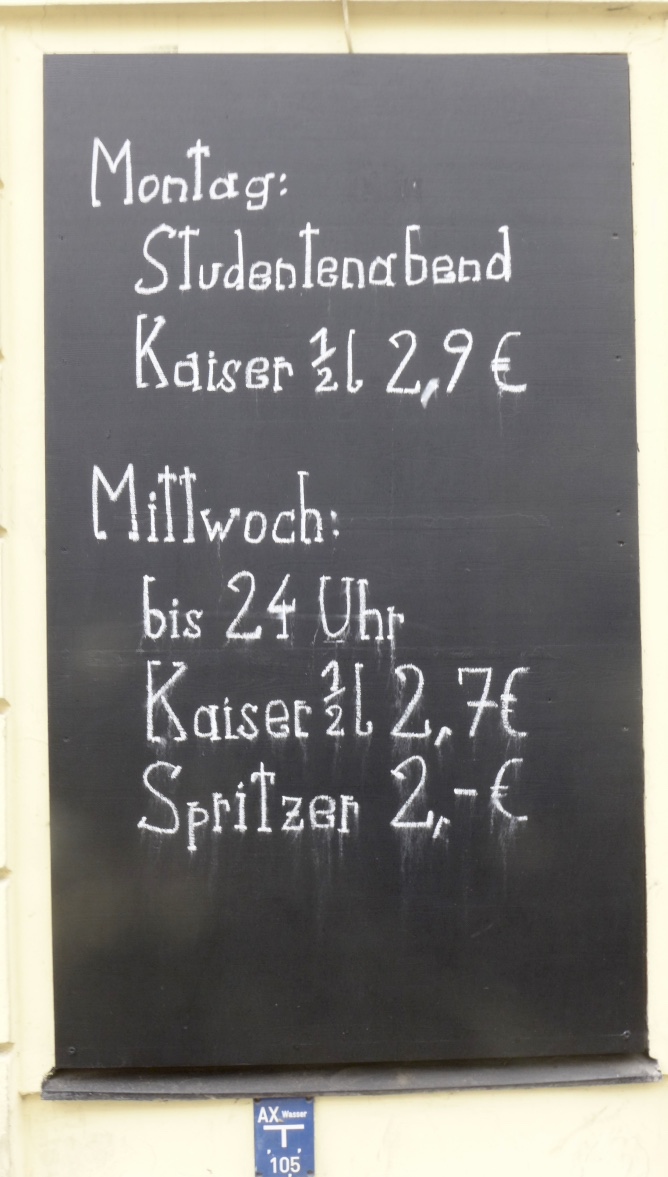 Montag:
Studentenabend
Kaiser ½l 2,9 €
Mittwoch:
bis 24 Uhr
Kaiser ½l 2,7€
Spritzer 2,-€
AX Wasser
105